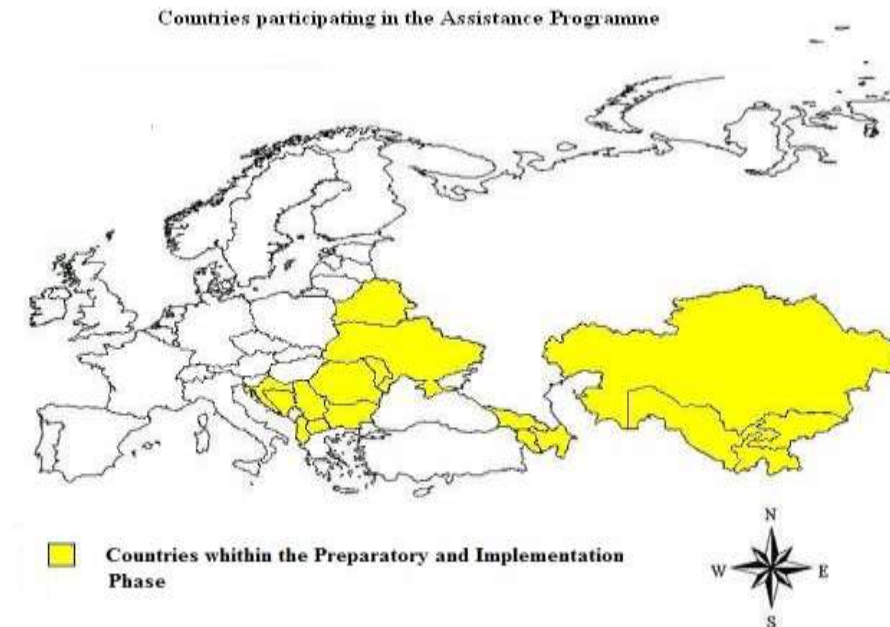 Countries participating in the Assistance Programme
Countries whithin the Preparatory and Implementation
Phase
N
W E
S